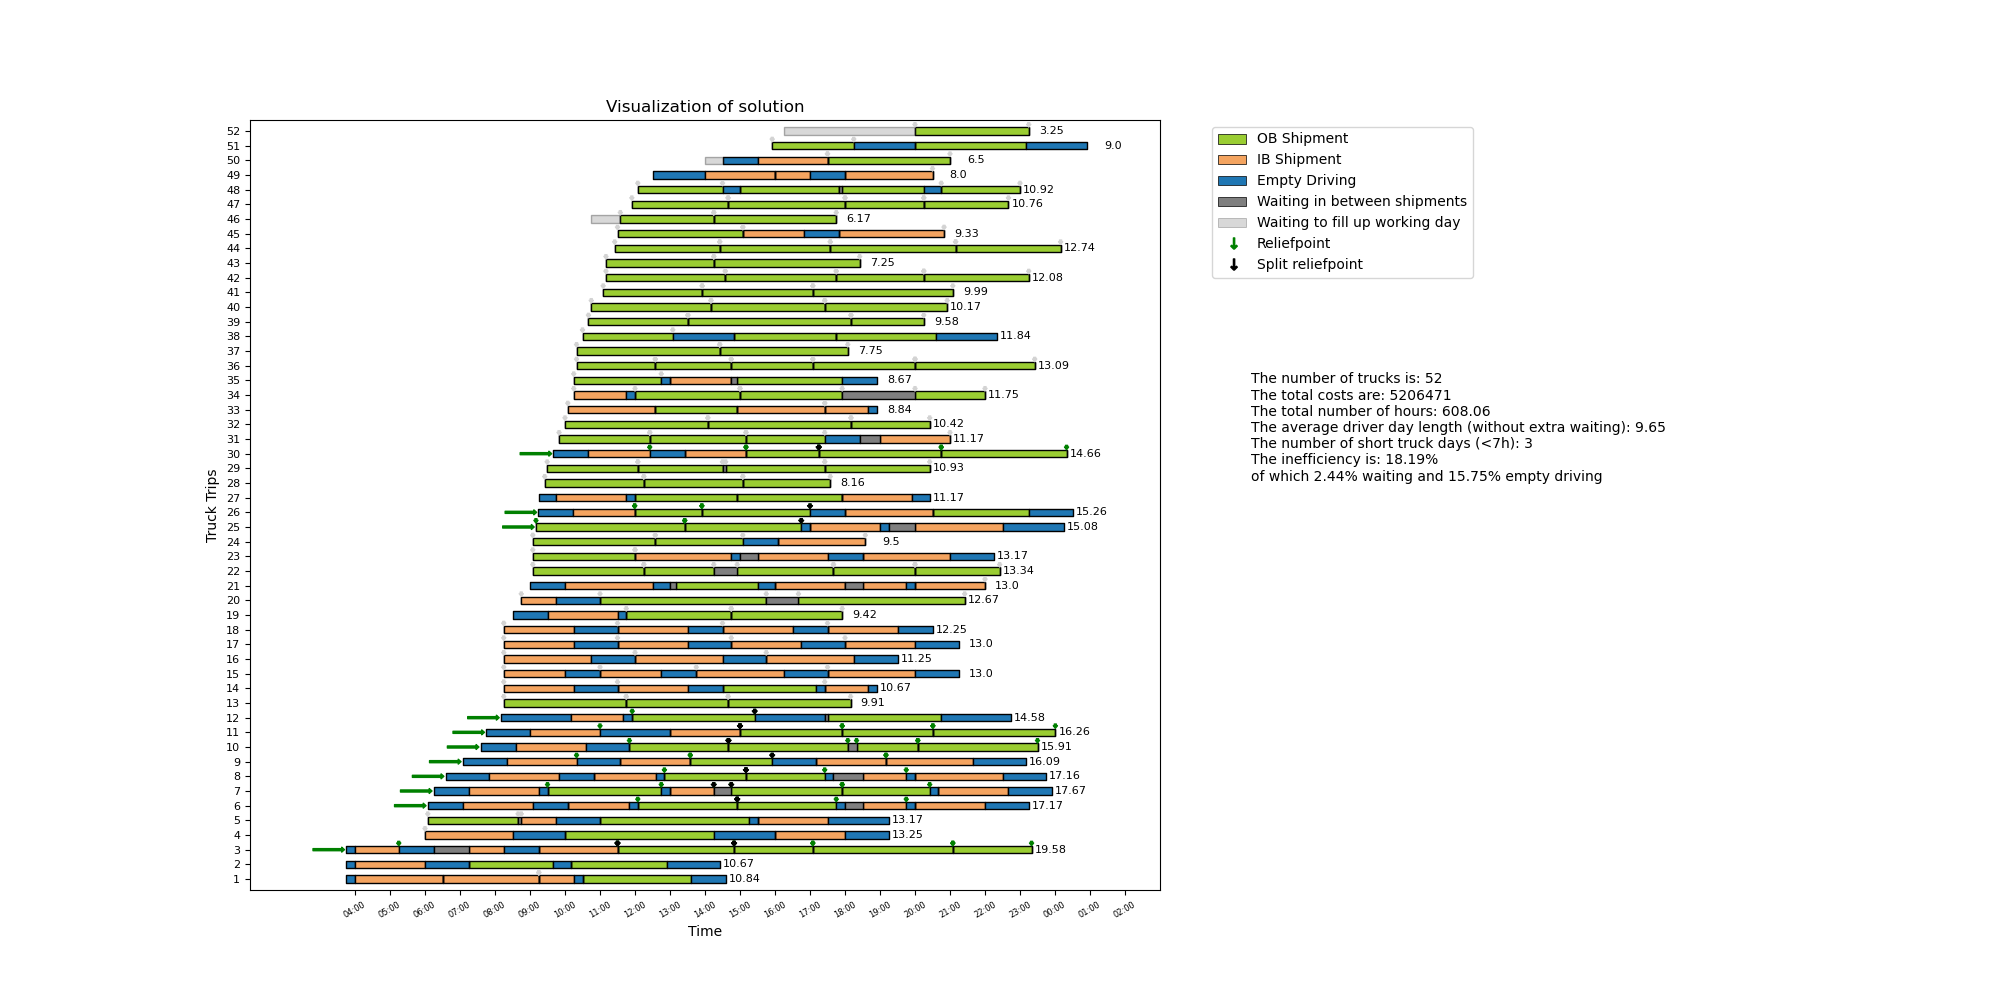 Visualization of solution
Truck Trips
52 3.25
51 9.0
50 6.5
49 8.0
48 10.92
47 10.76
46 6.17
45 9.33
44 12.74
43 7.25
42 12.08
41 9.99
40 10.17
39 9.58
38 11.84
37 7.75
36 13.09
35 8.67
34 11.75
33 8.84
32 10.42
31 11.17
30 14.66
29 10.93
28 8.16
27 11.17
26 15.26
25 15.08
24 9.5
23 13.17
22 13.34
21 13.0
20 12.67
19 9.42
18 12.25
17 13.0
16 11.25
15 13.0
14 10.67
13 9.91
12 14.58
11 16.26
10 15.91
9 16.09
8 17.16
7 17.67
6 17.17
5 13.17
4 13.25
3 19.58
2 10.67
1 10.84
04:00 05:00 06:00 07:00 08:00 09:00 10:00 11:00 12:00 13:00 14:00 15:00 16:00 17:00 18:00 19:00 20:00 21:00 22:00 23:00 00:00 01:00 02:00
Time
OB Shipment
IB Shipment
Empty Driving
Waiting in between shipments
Waiting to fill up working day
Reliefpoint
Split reliefpoint
The number of trucks is: 52
The total costs are: 5206471
The total number of hours: 608.06
The average driver day length (without extra waiting): 9.65
The number of short truck days (<7h): 3
The inefficiency is: 18.19%
of which 2.44% waiting and 15.75% empty driving